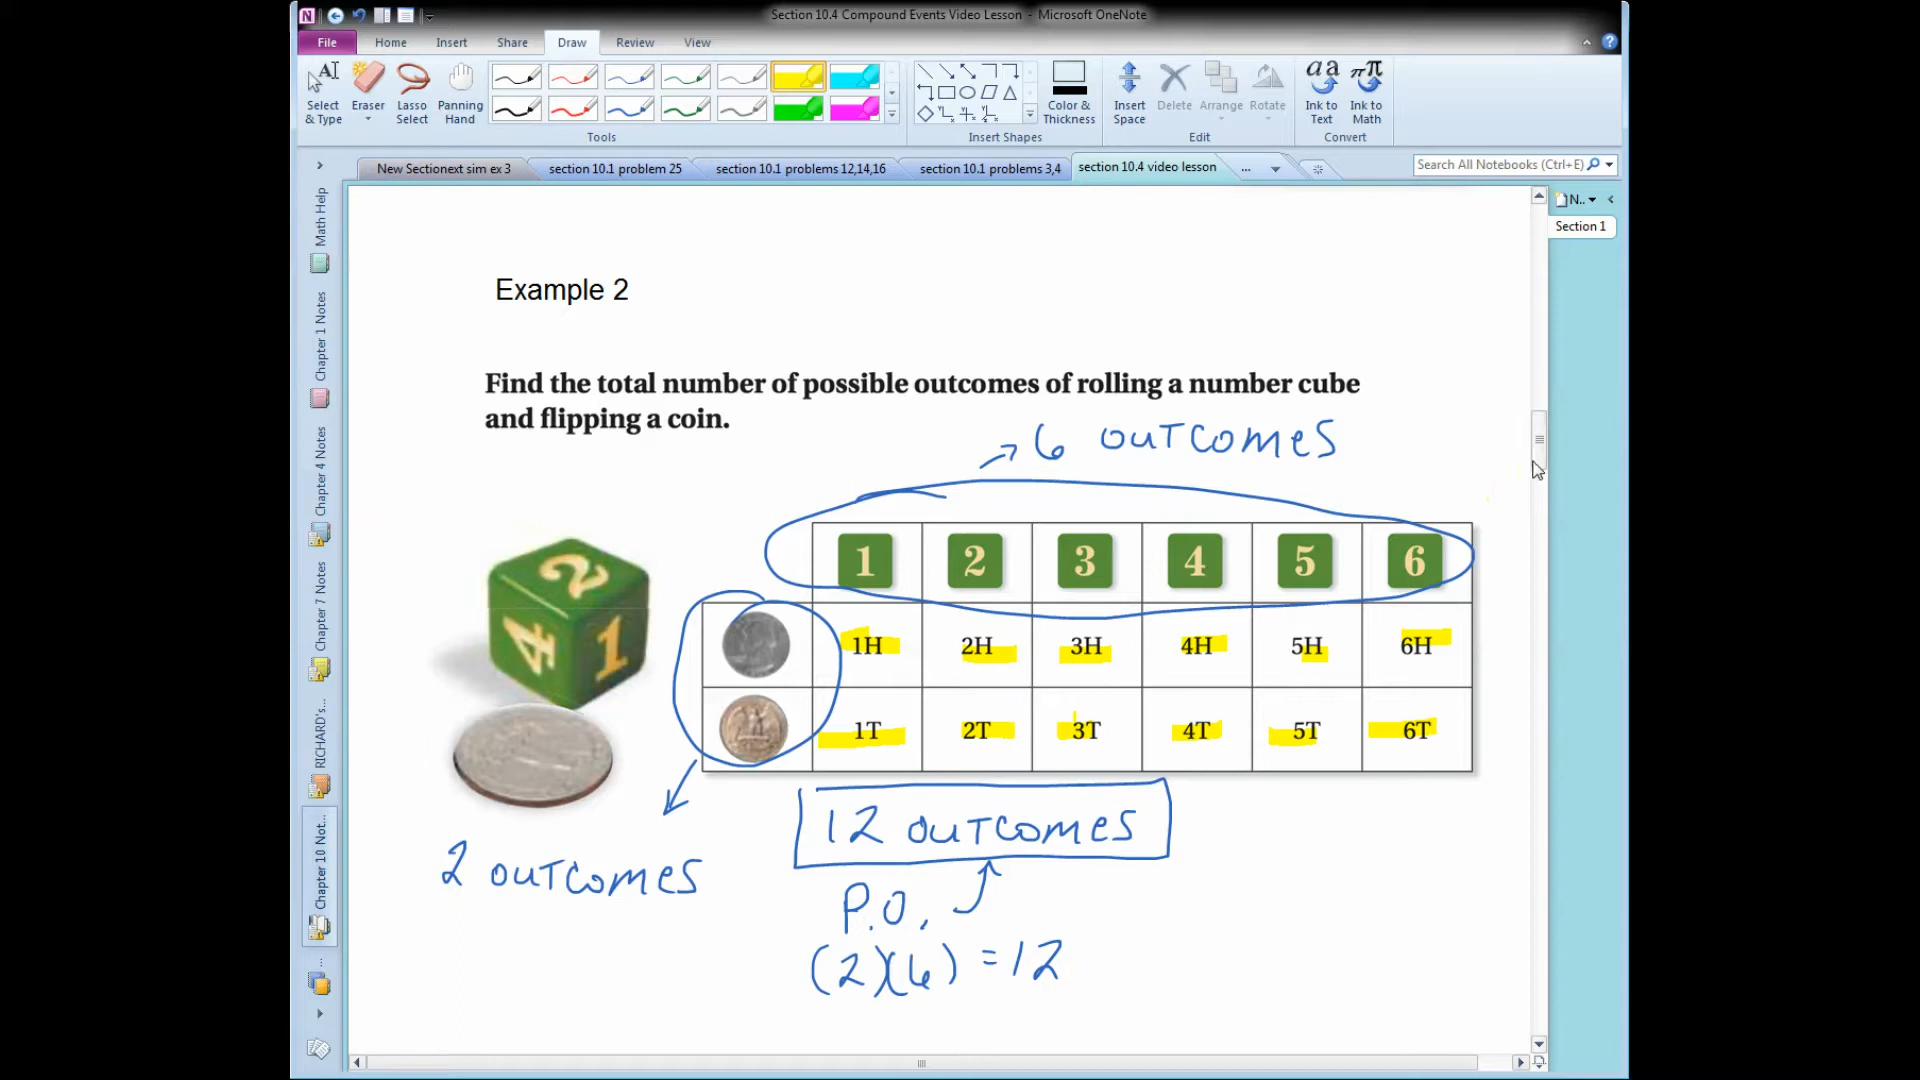 Section 10.4 Compound Events Video Lesson - Microsoft OneNote
File Home Insert Share Draw Review View
Select & Type
Eraser
Lasso Select
Panning Hand
Color & Thickness
Insert Space
Delete
Arrange
Rotate
Ink to Text
Ink to Math
Tools
Insert Shapes
Edit
Convert
New Sectionext sim ex 3
section 10.1 problem 25
section 10.1 problems 12,14,16
section 10.1 problems 3,4
section 10.4 video lesson
...
Search All Notebooks (Ctrl+E)
N..
Section 1
Math Help
Chapter 1 Notes
Chapter 4 Notes
Chapter 7 Notes
RICHARD's...
Chapter 10 Not...
...
Example 2
Find the total number of possible outcomes of rolling a number cube
and flipping a coin.
6 OUTCOMES
1 2 3 4 5 6
1H 2H 3H 4H 5H 6H
1T 2T 3T 4T 5T 6T
2 4 1
12 OUTCOMES
2 OUTCOMES
P.O.
(2)(6) = 12